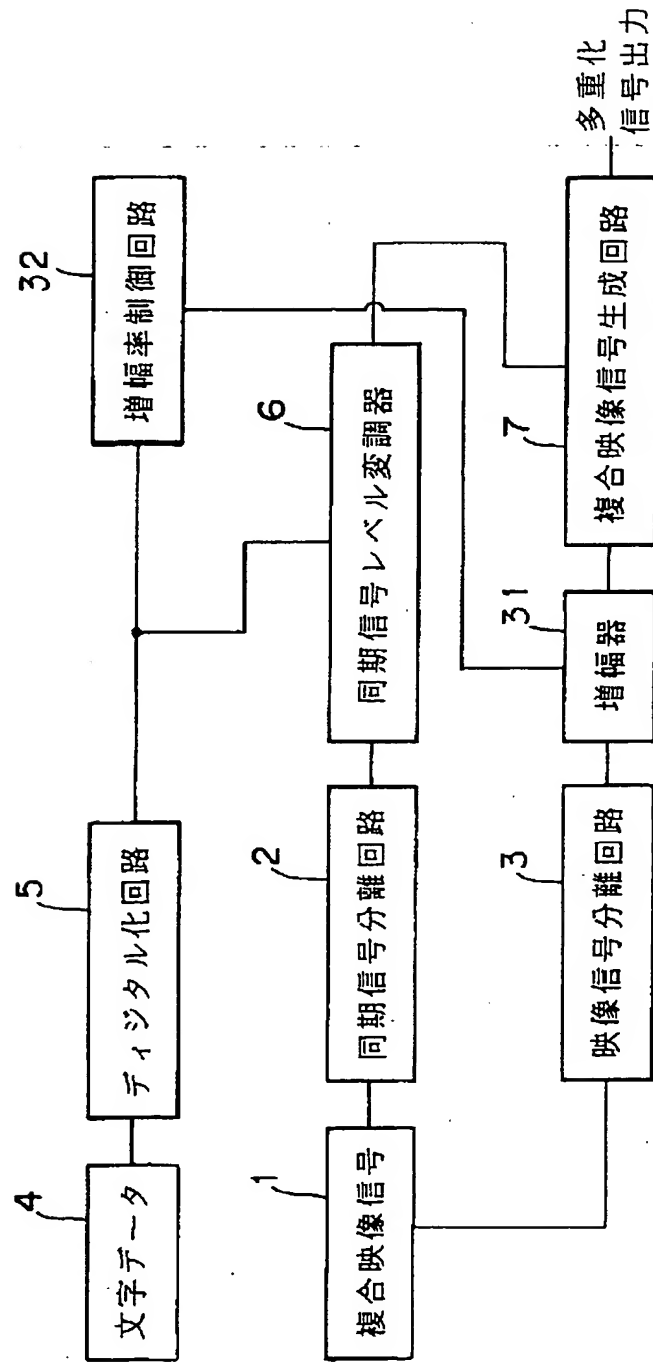 4
文字データ
5
ディジタル化回路
32
増幅率制御回路
1
複合映像信号
2
同期信号分離回路
6
同期信号レベル変調器
3
映像信号分離回路
31
増幅器
7
複合映像信号生成回路
多重化
信号出力